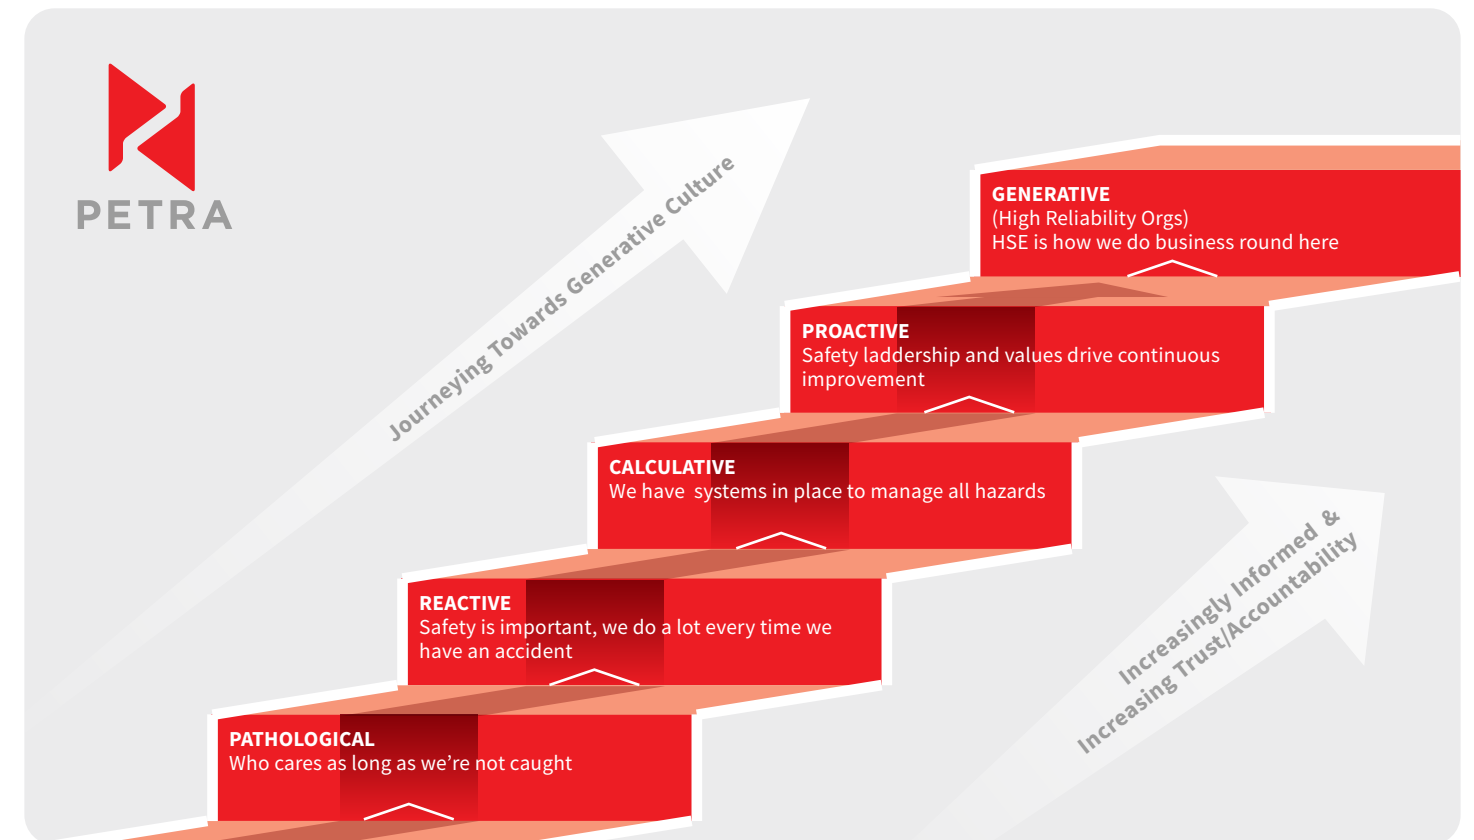 PETRA
Journeying Towards Generative Culture
GENERATIVE
(High Reliability Orgs)
HSE is how we do business round here
PROACTIVE
Safety laddership and values drive continuous
improvement
CALCULATIVE
We have  systems in place to manage all hazards
REACTIVE
Safety is important, we do a lot every time we
have an accident
PATHOLOGICAL
Who cares as long as we’re not caught
Increasingly Informed  &
Increasing Trust/Accountability